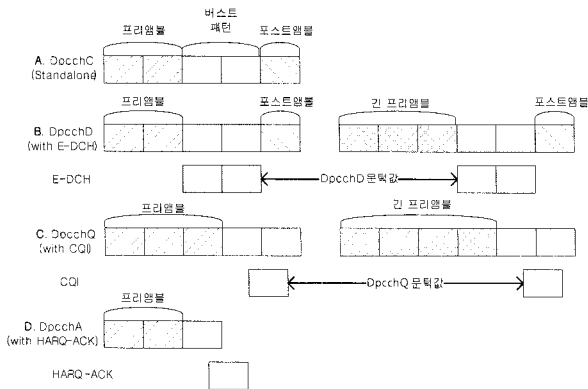 프리앰블
버스트
패턴
포스트앰블
A. DpcchC
(Standalone)
프리앰블
포스트앰블
긴 프리앰블
포스트앰블
B. DpcchD
(with E-DCH)
E-DCH
DpcchD 문턱값
프리앰블
긴 프리앰블
C. DpcchQ
(with CQI)
CQI
DpcchQ 문턱값
프리앰블
D. DpcchA
(with HARQ-ACK)
HARQ-ACK